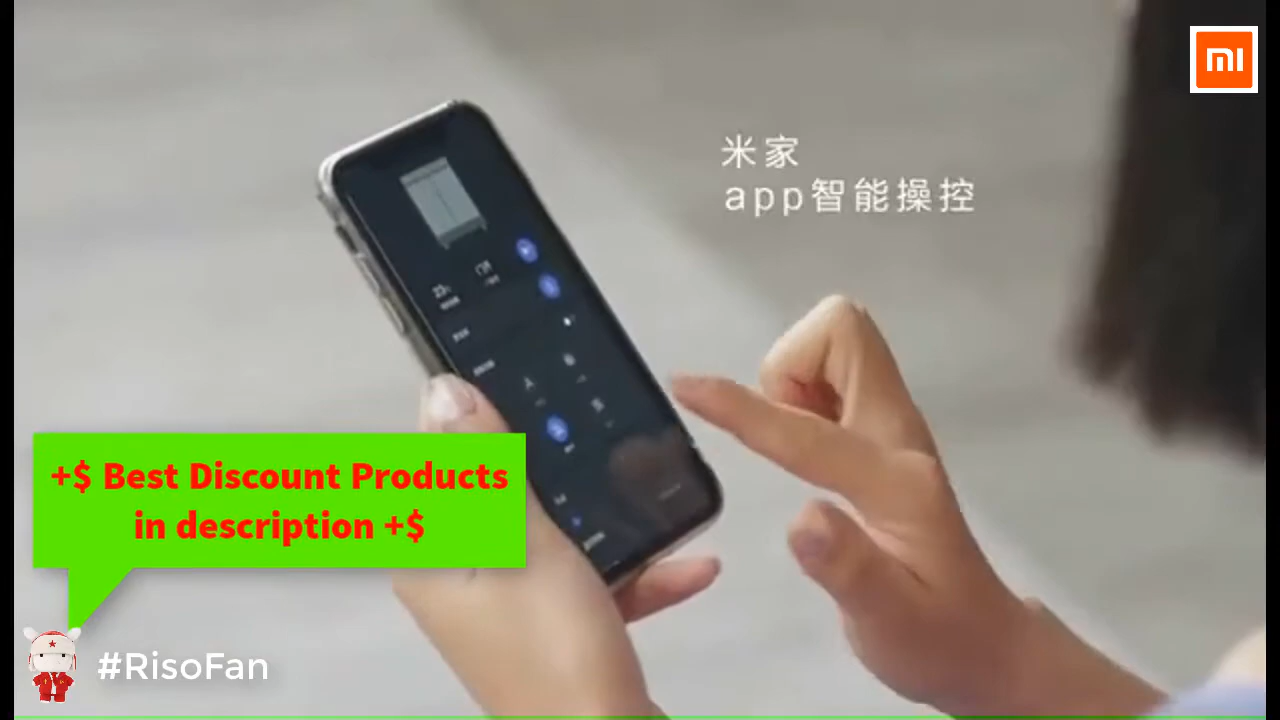 mi
米家
app智能操控
+$ Best Discount Products
in description +$
#RisoFan